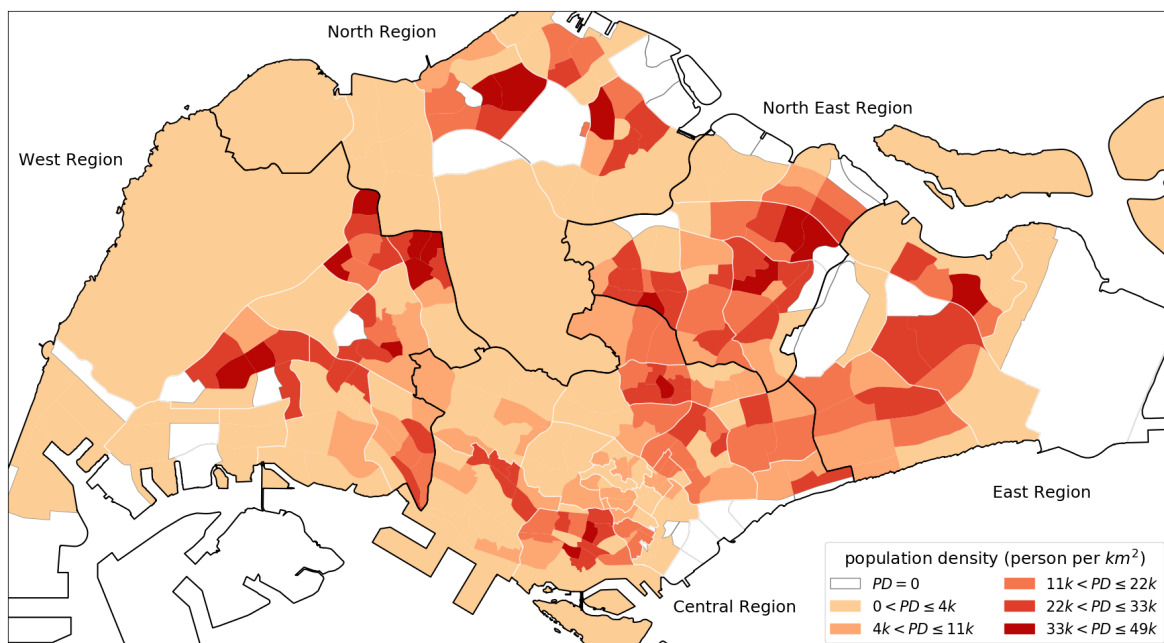 North Region
North East Region
West Region
East Region
Central Region
population density (person per km²)
PD = 0
0 < PD ≤ 4k
4k < PD ≤ 11k
11k < PD ≤ 22k
22k < PD ≤ 33k
33k < PD ≤ 49k